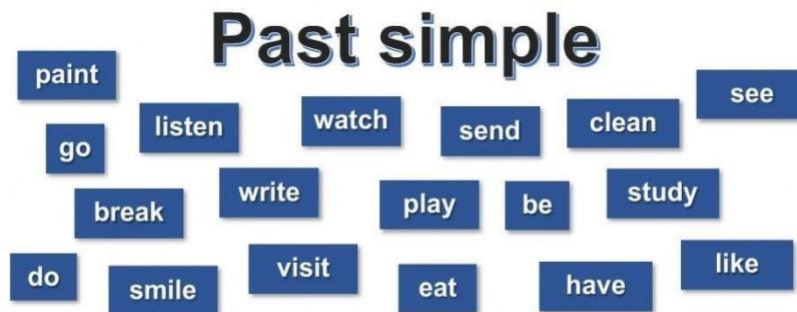 Past simple
paint
see
listen
watch
send
clean
go
break
write
play
be
study
do
smile
visit
eat
have
like